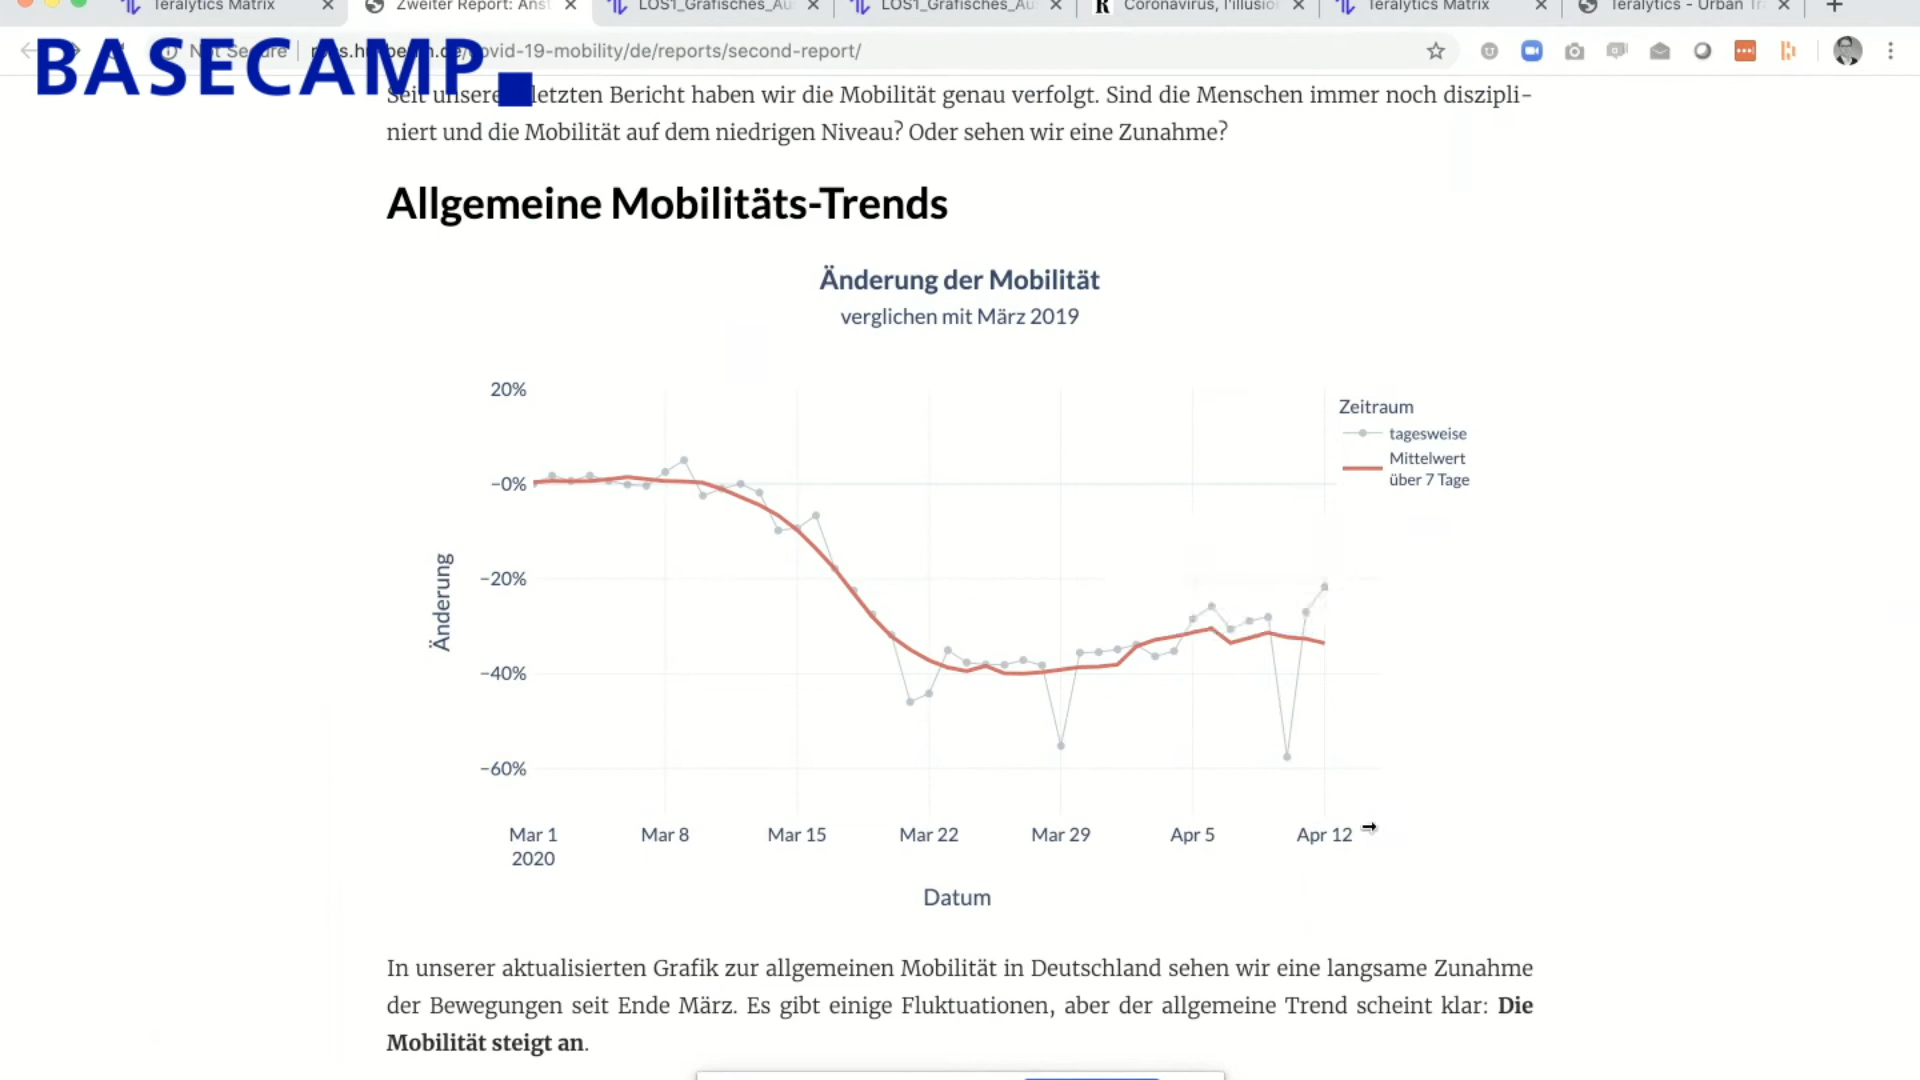 Teralytics Matrix
Zweiter Report: Anst
LOS1_Grafisches_Au
LOS1_Grafisches_Au
Coronavirus, l'illusio
Teralytics Matrix
Teralytics - Urban Tr
BASECAMP
Not Secure
ovid-19-mobility/de/reports/second-report/
Seit unsere letzten Bericht haben wir die Mobilität genau verfolgt. Sind die Menschen immer noch diszipli-
niert und die Mobilität auf dem niedrigen Niveau? Oder sehen wir eine Zunahme?
Allgemeine Mobilitäts-Trends
Änderung der Mobilität
verglichen mit März 2019
20%
−0%
−20%
−40%
−60%
Änderung
Zeitraum
tagesweise
Mittelwert
über 7 Tage
Mar 1
2020
Mar 8
Mar 15
Mar 22
Mar 29
Apr 5
Apr 12
Datum
In unserer aktualisierten Grafik zur allgemeinen Mobilität in Deutschland sehen wir eine langsame Zunahme
der Bewegungen seit Ende März. Es gibt einige Fluktuationen, aber der allgemeine Trend scheint klar: Die
Mobilität steigt an.